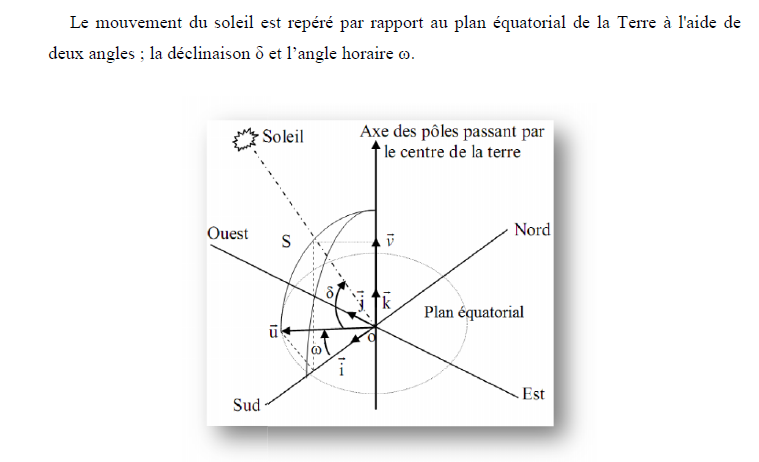 Le mouvement du soleil est repéré par rapport au plan équatorial de la Terre à l'aide de
deux angles ; la déclinaison δ et l’angle horaire ω.
Soleil
Axe des pôles passant par
le centre de la terre
Ouest
S
v⃗
Nord
δ
j⃗
k⃗
Plan équatorial
u⃗
o
ω
i⃗
Est
Sud